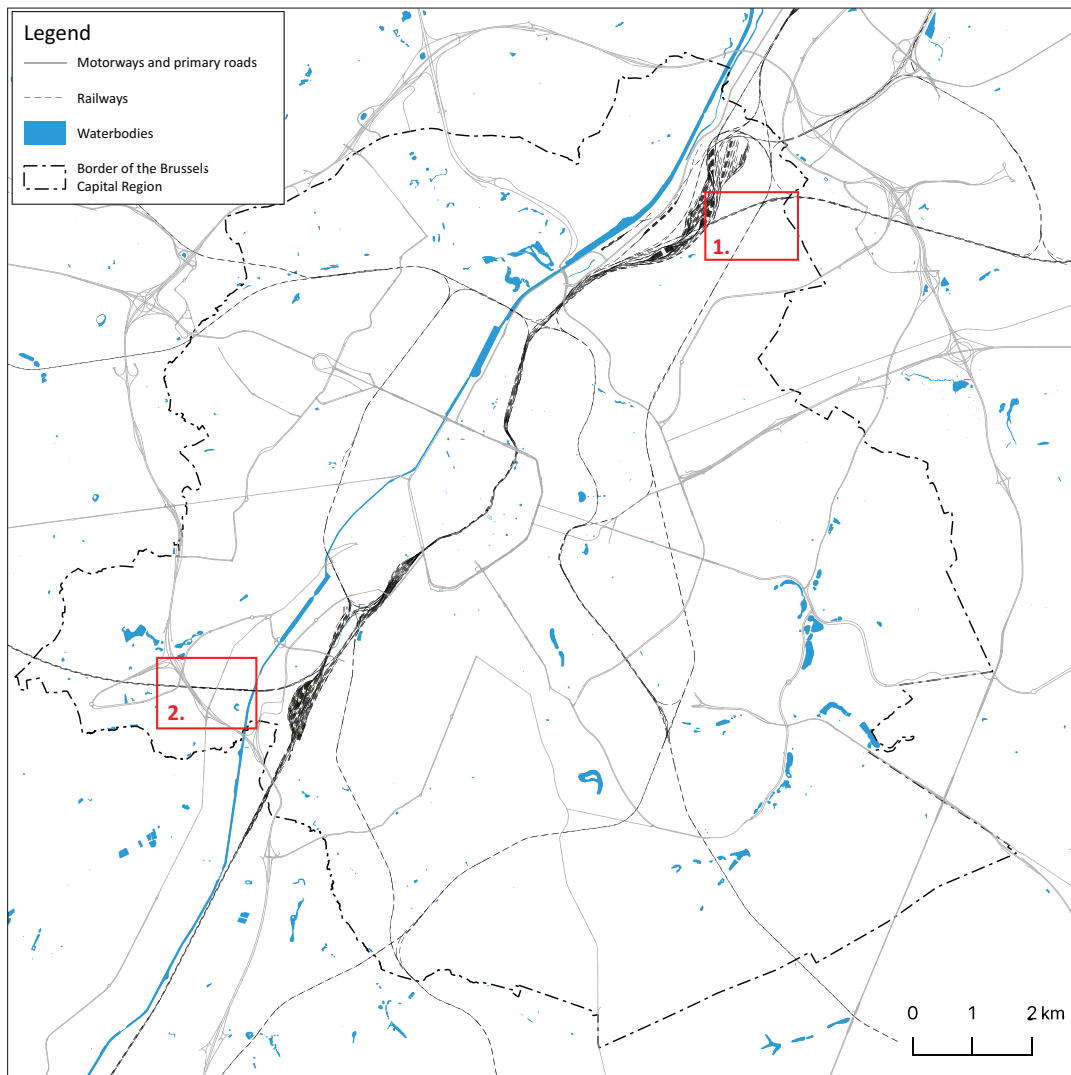 Legend
Motorways and primary roads
Railways
Waterbodies
Border of the Brussels
Capital Region
1.
2.
0 1 2 km